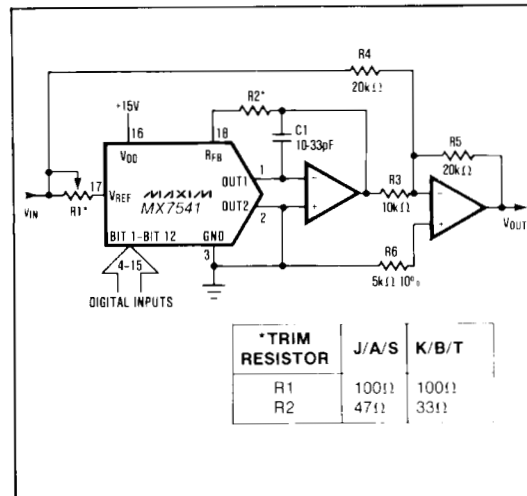 R4
20kΩ
+15V
R2*
16
18
C1
10-33pF
R5
20kΩ
VDD
RFB
1
OUT1
−
R3
10kΩ
−
17
VREF
MAXIM
MX7541
OUT2
2
+
+
VIN
R1*
VOUT
BIT 1-BIT 12
GND
3
R6
5kΩ 10%
4-15
DIGITAL INPUTS
*TRIM RESISTOR J/A/S K/B/T
R1 100Ω 100Ω
R2 47Ω 33Ω